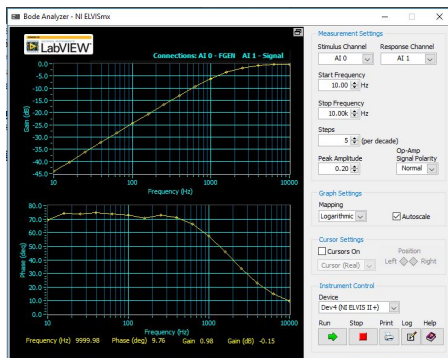 Bode Analyzer - NI ELVISmx
LabVIEW
Connections: AI 0 - FGEN AI 1 - Signal
Gain (dB)
0.0
-5.0
-10.0
-15.0
-20.0
-25.0
-30.0
-35.0
-40.0
-45.0
10 100 1000 10000
Frequency (Hz)
Phase (deg)
80.0
70.0
60.0
50.0
40.0
30.0
20.0
10.0
0.0
10 100 1000 10000
Frequency (Hz)
Frequency (Hz) 9999.98 Phase (deg) 9.76 Gain 0.98 Gain (dB) -0.15
Measurement Settings
Stimulus Channel Response Channel
AI 0 AI 1
Start Frequency
10.00 Hz
Stop Frequency
10.00k Hz
Steps
5 (per decade)
Op-Amp
Peak Amplitude Signal Polarity
0.20 Normal
Graph Settings
Mapping
Logarithmic Autoscale
Cursor Settings
Cursors On Position
Cursor (Real) Left Right
Instrument Control
Device
Dev4 (NI ELVIS II+)
Run Stop Print Log Help